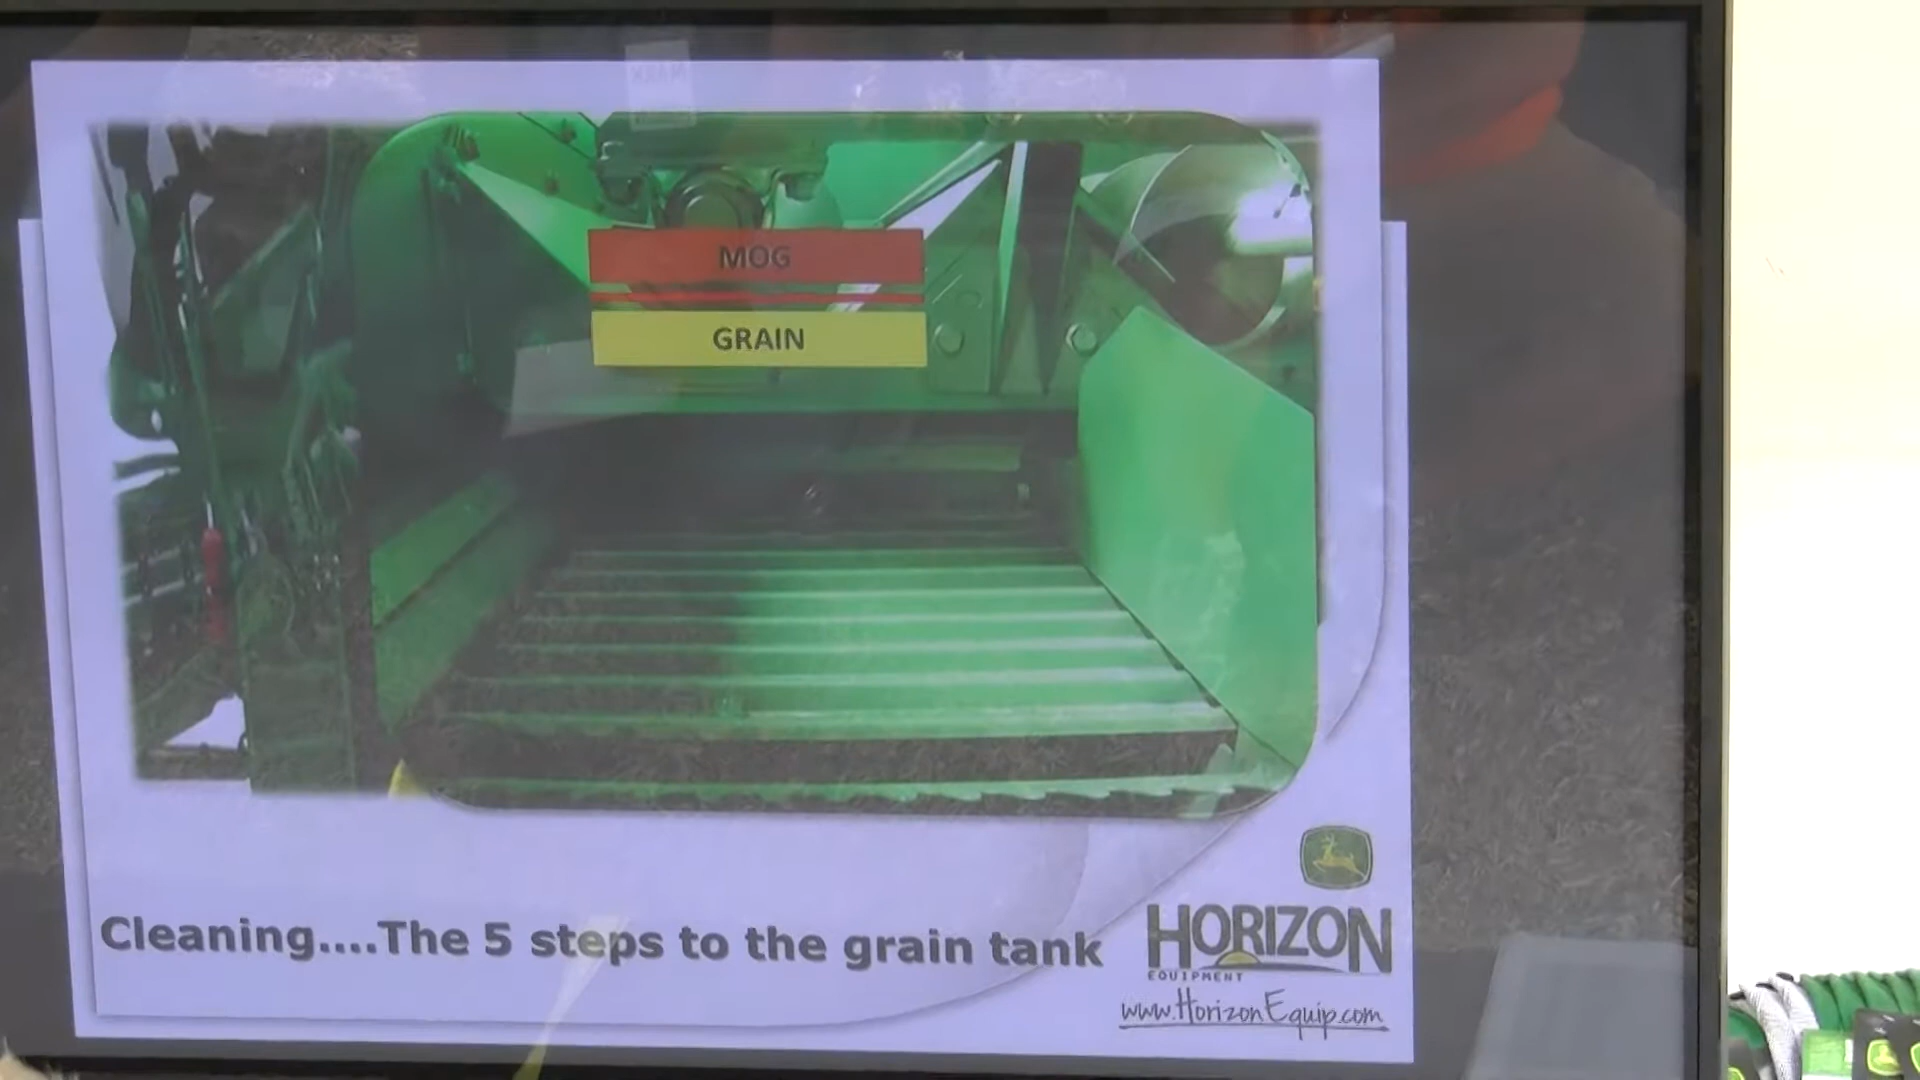 MOG
GRAIN
Cleaning....The 5 steps to the grain tank
HORIZON
EQUIPMENT
www.HorizonEquip.com